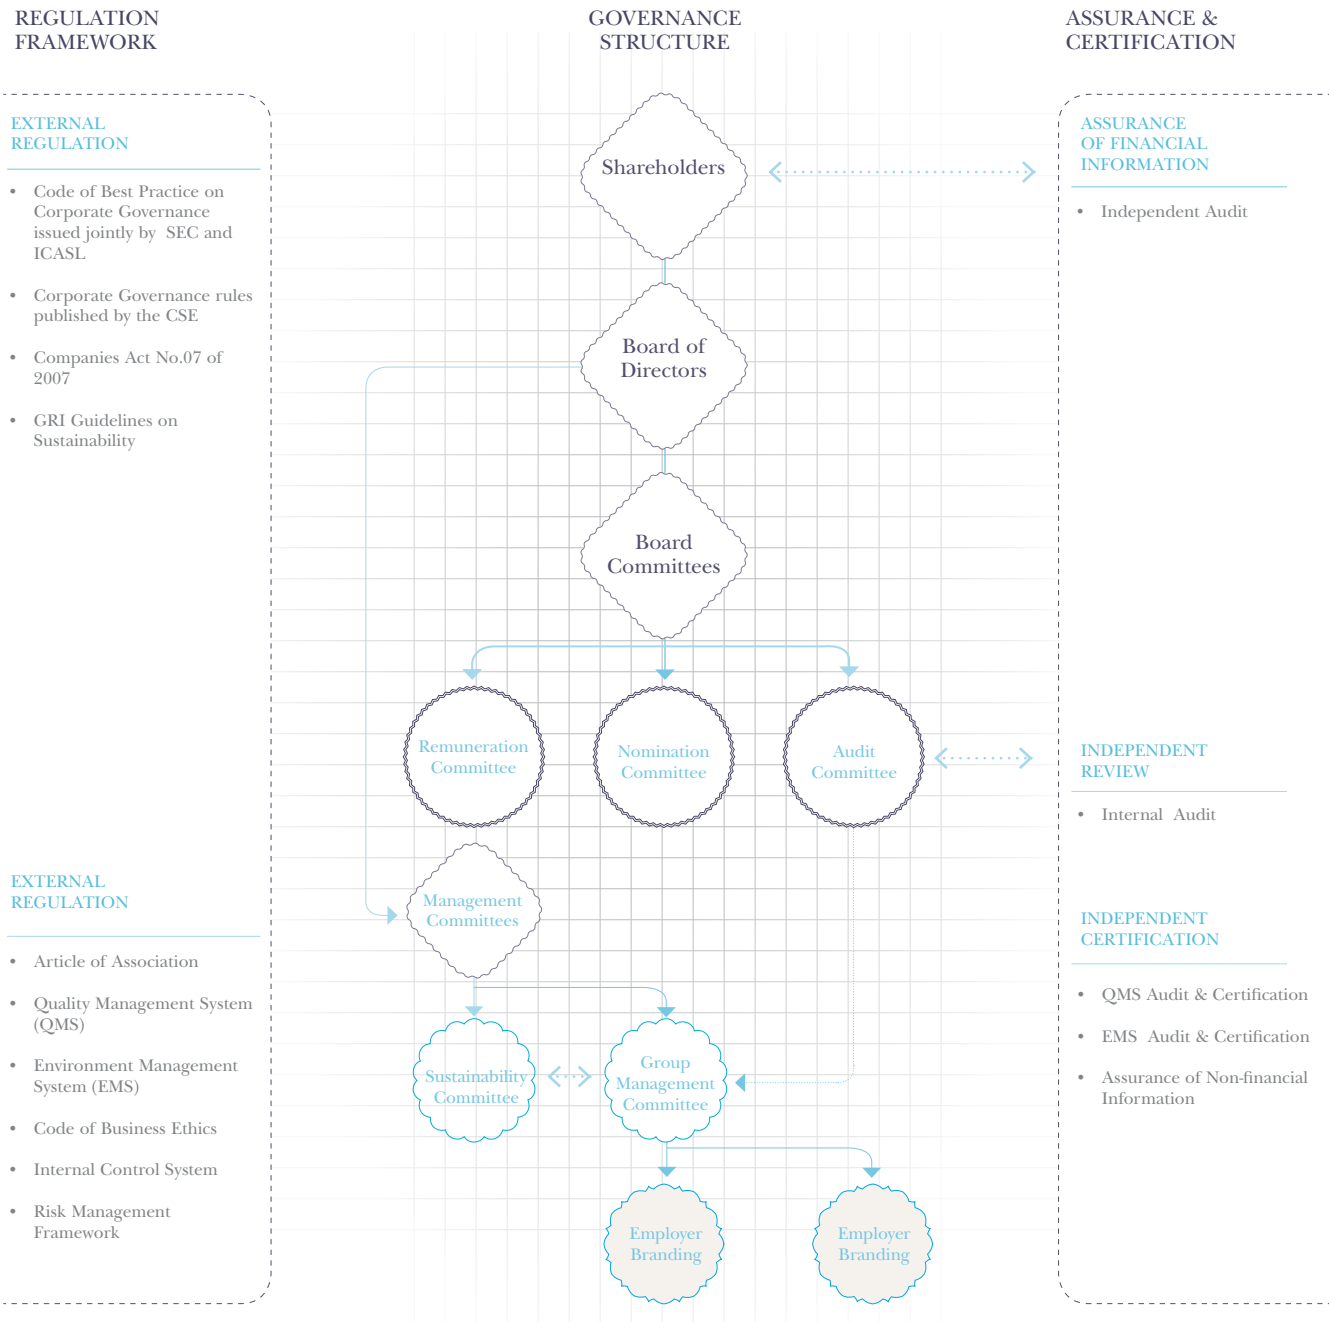 REGULATION
FRAMEWORK
EXTERNAL
REGULATION
• Code of Best Practice on
Corporate Governance
issued jointly by SEC and
ICASL
• Corporate Governance rules
published by the CSE
• Companies Act No.07 of
2007
• GRI Guidelines on
Sustainability
EXTERNAL
REGULATION
• Article of Association
• Quality Management System
(QMS)
• Environment Management
System (EMS)
• Code of Business Ethics
• Internal Control System
• Risk Management
Framework
GOVERNANCE
STRUCTURE
Shareholders
Board of
Directors
Board
Committees
Remuneration
Committee
Nomination
Committee
Audit
Committee
Management
Committees
Sustainability
Committee
Group
Management
Committee
Employer
Branding
Employer
Branding
ASSURANCE &
CERTIFICATION
ASSURANCE
OF FINANCIAL
INFORMATION
• Independent Audit
INDEPENDENT
REVIEW
• Internal Audit
INDEPENDENT
CERTIFICATION
• QMS Audit & Certification
• EMS Audit & Certification
• Assurance of Non-financial
Information